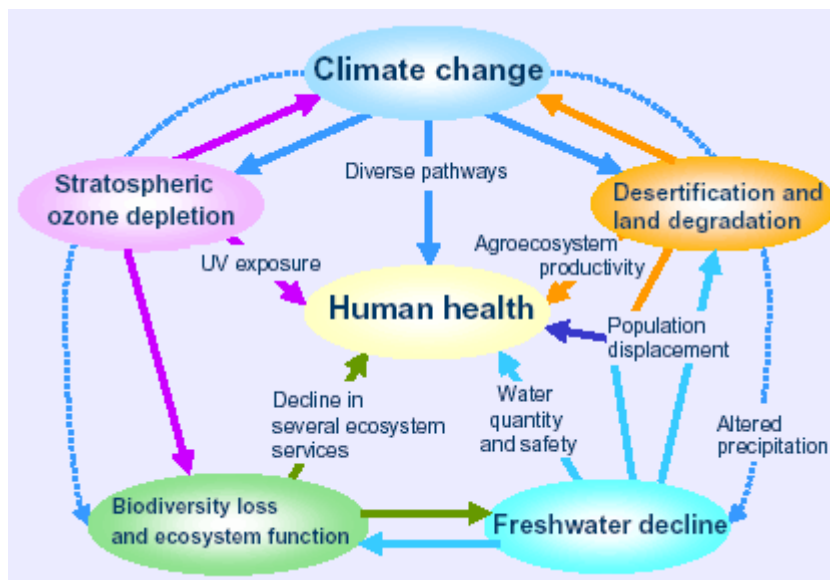 Climate change
Diverse pathways
Stratospheric
ozone depletion
Desertification and
land degradation
UV exposure
Agroecosystem
productivity
Human health
Population
displacement
Decline in
several ecosystem
services
Water
quantity
and safety
Altered
precipitation
Biodiversity loss
and ecosystem function
Freshwater decline